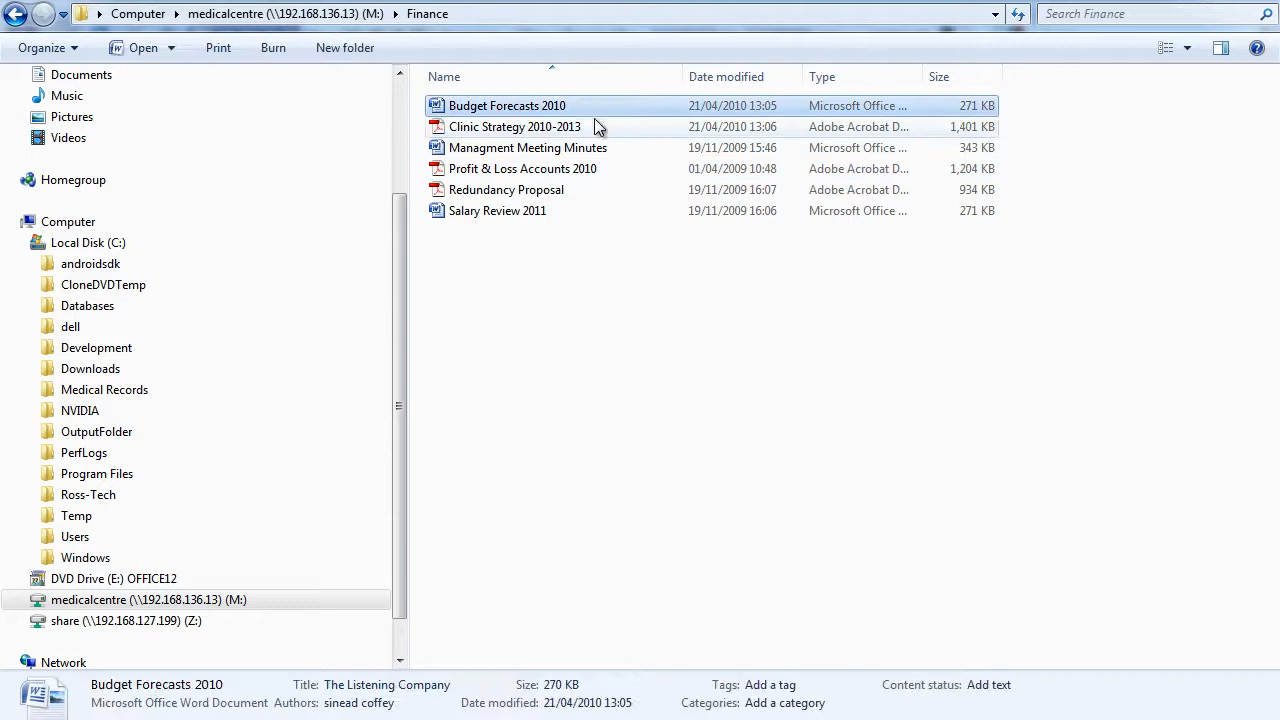 Computer ▸ medicalcentre (\\192.168.136.13) (M:) ▸ Finance
Search Finance
Organize Open Print Burn New folder
Documents
Music
Pictures
Videos
Homegroup
Computer
Local Disk (C:)
androidsdk
CloneDVDTemp
Databases
dell
Development
Downloads
Medical Records
NVIDIA
OutputFolder
PerfLogs
Program Files
Ross-Tech
Temp
Users
Windows
DVD Drive (E:) OFFICE12
medicalcentre (\\192.168.136.13) (M:)
share (\\192.168.127.199) (Z:)
Network
Name Date modified Type Size
Budget Forecasts 2010 21/04/2010 13:05 Microsoft Office ... 271 KB
Clinic Strategy 2010-2013 21/04/2010 13:06 Adobe Acrobat D... 1,401 KB
Managment Meeting Minutes 19/11/2009 15:46 Microsoft Office ... 343 KB
Profit & Loss Accounts 2010 01/04/2009 10:48 Adobe Acrobat D... 1,204 KB
Redundancy Proposal 19/11/2009 16:07 Adobe Acrobat D... 934 KB
Salary Review 2011 19/11/2009 16:06 Microsoft Office ... 271 KB
Budget Forecasts 2010 Title: The Listening Company Size: 270 KB Tags: Add a tag Content status: Add text
Microsoft Office Word Document Authors: sinead coffey Date modified: 21/04/2010 13:05 Categories: Add a category